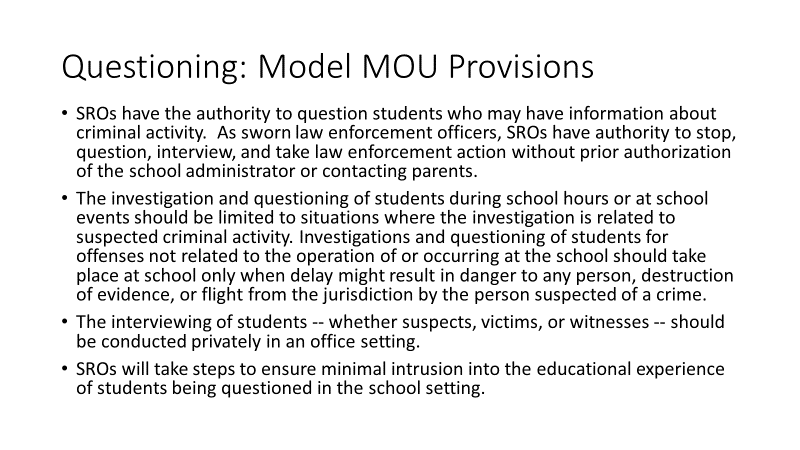 Questioning: Model MOU Provisions
• SROs have the authority to question students who may have information about
criminal activity.  As sworn law enforcement officers, SROs have authority to stop,
question, interview, and take law enforcement action without prior authorization
of the school administrator or contacting parents.
• The investigation and questioning of students during school hours or at school
events should be limited to situations where the investigation is related to
suspected criminal activity. Investigations and questioning of students for
offenses not related to the operation of or occurring at the school should take
place at school only when delay might result in danger to any person, destruction
of evidence, or flight from the jurisdiction by the person suspected of a crime.
• The interviewing of students -- whether suspects, victims, or witnesses -- should
be conducted privately in an office setting.
• SROs will take steps to ensure minimal intrusion into the educational experience
of students being questioned in the school setting.